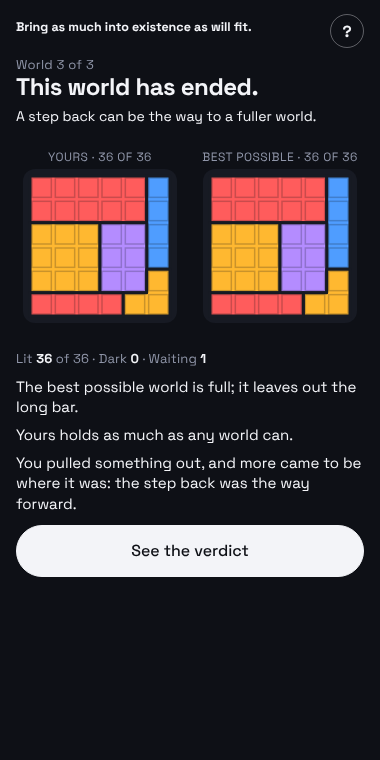 Bring as much into existence as will fit.
?
World 3 of 3
This world has ended.
A step back can be the way to a fuller world.
YOURS · 36 OF 36
BEST POSSIBLE · 36 OF 36
Lit 36 of 36 · Dark 0 · Waiting 1
The best possible world is full; it leaves out the
long bar.
Yours holds as much as any world can.
You pulled something out, and more came to be
where it was: the step back was the way
forward.
See the verdict